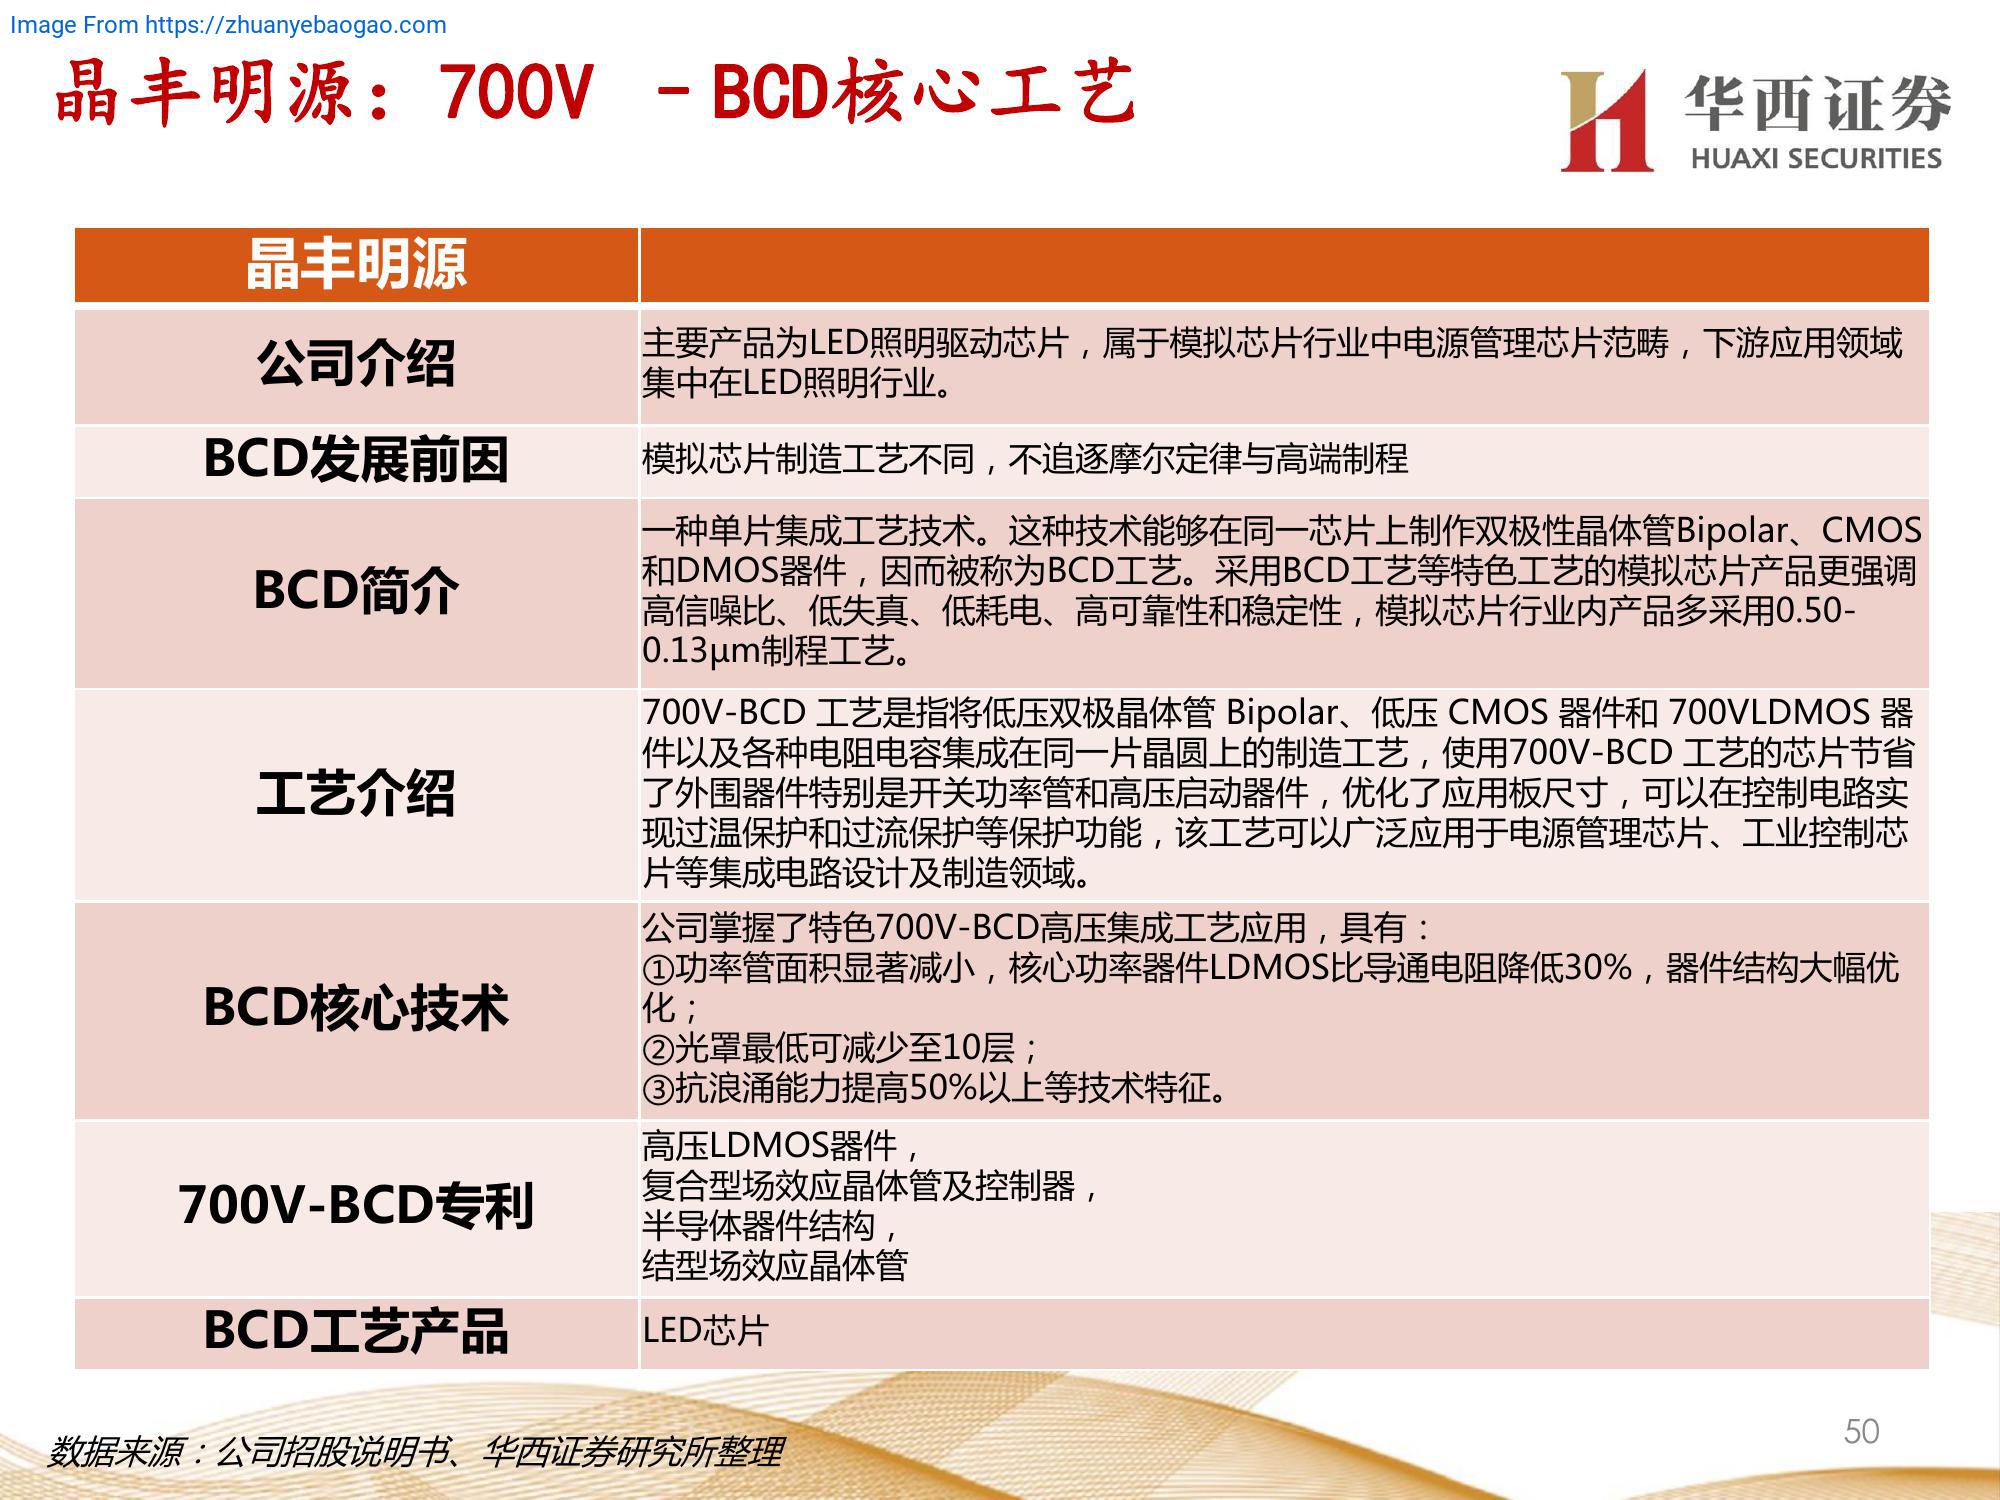 Image From https://zhuanyebaogao.com
晶丰明源：700V －BCD核心工艺
华西证券
HUAXI SECURITIES
晶丰明源
公司介绍
主要产品为LED照明驱动芯片，属于模拟芯片行业中电源管理芯片范畴，下游应用领域
集中在LED照明行业。
BCD发展前因
模拟芯片制造工艺不同，不追逐摩尔定律与高端制程
BCD简介
一种单片集成工艺技术。这种技术能够在同一芯片上制作双极性晶体管Bipolar、CMOS
和DMOS器件，因而被称为BCD工艺。采用BCD工艺等特色工艺的模拟芯片产品更强调
高信噪比、低失真、低耗电、高可靠性和稳定性，模拟芯片行业内产品多采用0.50-
0.13μm制程工艺。
工艺介绍
700V-BCD 工艺是指将低压双极晶体管 Bipolar、低压 CMOS 器件和 700VLDMOS 器
件以及各种电阻电容集成在同一片晶圆上的制造工艺，使用700V-BCD 工艺的芯片节省
了外围器件特别是开关功率管和高压启动器件，优化了应用板尺寸，可以在控制电路实
现过温保护和过流保护等保护功能，该工艺可以广泛应用于电源管理芯片、工业控制芯
片等集成电路设计及制造领域。
BCD核心技术
公司掌握了特色700V-BCD高压集成工艺应用，具有：
①功率管面积显著减小，核心功率器件LDMOS比导通电阻降低30%，器件结构大幅优
化；
②光罩最低可减少至10层；
③抗浪涌能力提高50%以上等技术特征。
700V-BCD专利
高压LDMOS器件，
复合型场效应晶体管及控制器，
半导体器件结构，
结型场效应晶体管
BCD工艺产品
LED芯片
数据来源：公司招股说明书、华西证券研究所整理
50